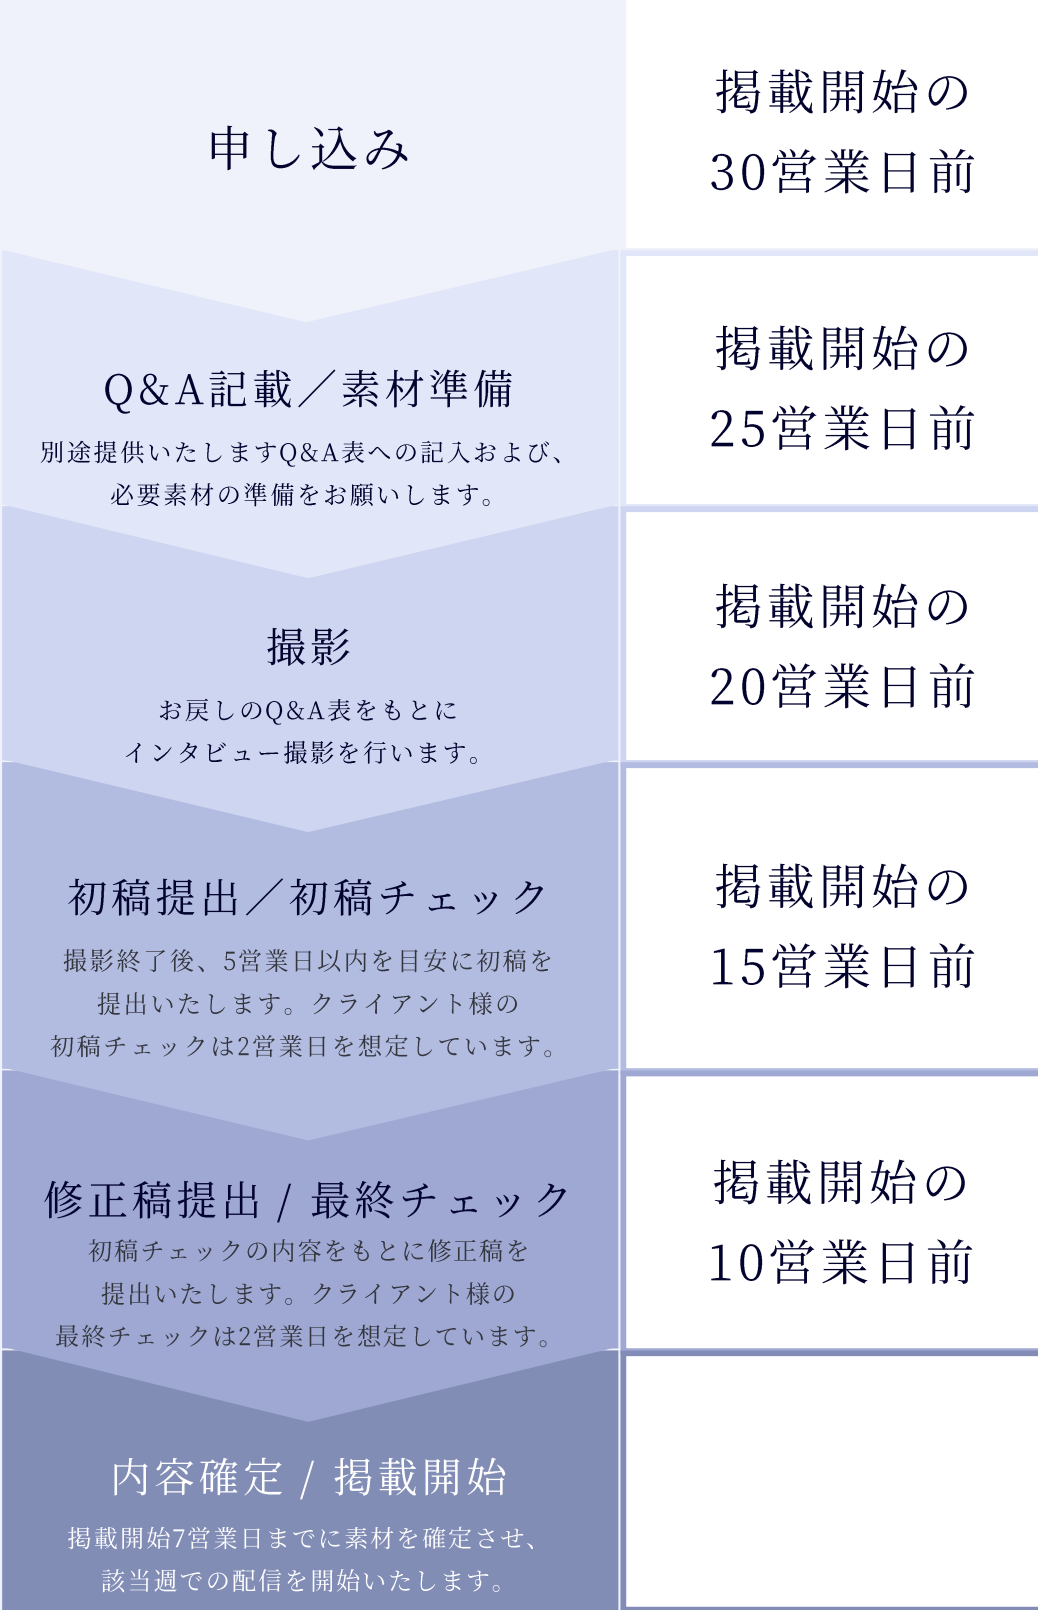 申し込み
掲載開始の
30営業日前
Q&A記載／素材準備
別途提供いたしますQ&A表への記入および、
必要素材の準備をお願いします。
掲載開始の
25営業日前
撮影
お戻しのQ&A表をもとに
インタビュー撮影を行います。
掲載開始の
20営業日前
初稿提出／初稿チェック
撮影終了後、5営業日以内を目安に初稿を
提出いたします。クライアント様の
初稿チェックは2営業日を想定しています。
掲載開始の
15営業日前
修正稿提出 / 最終チェック
初稿チェックの内容をもとに修正稿を
提出いたします。クライアント様の
最終チェックは2営業日を想定しています。
掲載開始の
10営業日前
内容確定 / 掲載開始
掲載開始7営業日までに素材を確定させ、
該当週での配信を開始いたします。